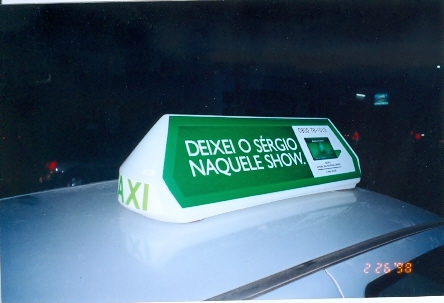 DEIXEI O SÉRGIO
NAQUELE SHOW.
AXI
2 26 '98